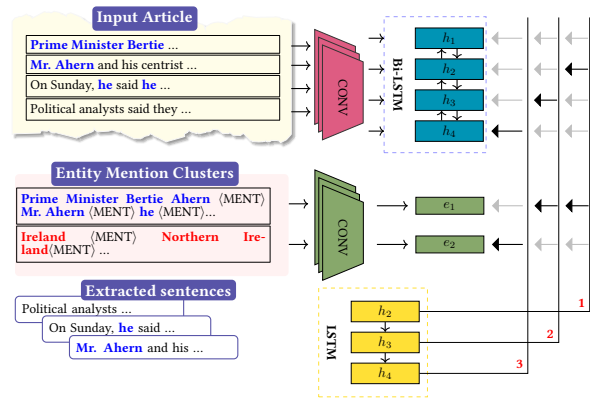 Input Article
Prime Minister Bertie ...
Mr. Ahern and his centrist ...
On Sunday, he said he ...
Political analysts said they ...
CONV
Bi-LSTM
h1
h2
h3
h4
Entity Mention Clusters
Prime Minister Bertie Ahern ⟨MENT⟩
Mr. Ahern ⟨MENT⟩ he ⟨MENT⟩...
Ireland ⟨MENT⟩ Northern Ire-
land⟨MENT⟩ ...
CONV
e1
e2
Extracted sentences
Political analysts ...
On Sunday, he said ...
Mr. Ahern and his ...
LSTM
h2
h3
h4
1
2
3